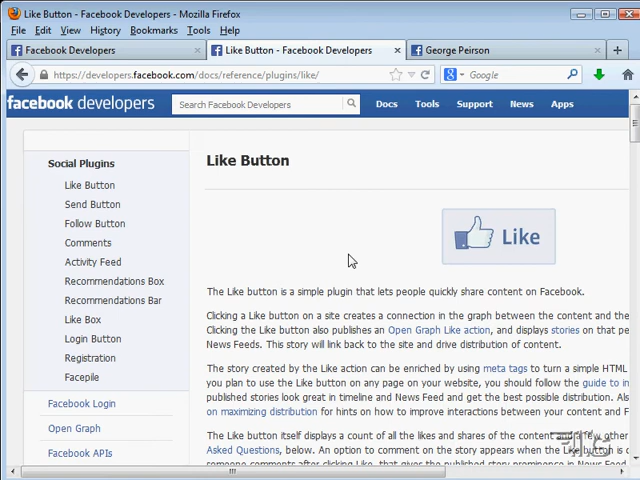 Like Button - Facebook Developers - Mozilla Firefox
File Edit View History Bookmarks Tools Help
Facebook Developers
Like Button - Facebook Developers
George Peirson
https://developers.facebook.com/docs/reference/plugins/like/
Google
facebook developers
Search Facebook Developers
Docs Tools Support News Apps
Social Plugins
Like Button
Send Button
Follow Button
Comments
Activity Feed
Recommendations Box
Recommendations Bar
Like Box
Login Button
Registration
Facepile
Facebook Login
Open Graph
Facebook APIs
Like Button
Like
The Like button is a simple plugin that lets people quickly share content on Facebook.
Clicking a Like button on a site creates a connection in the graph between the content and the
Clicking the Like button also publishes an Open Graph Like action, and displays stories on that pe
News Feeds. This story will link back to the site and drive distribution of content.
The story created by the Like action can be enriched by using meta tags to turn a simple HTML
you plan to use the Like button on any page on your website, you should follow the guide to in
published stories look great in timeline and News Feed and get the best possible distribution. Als
on maximizing distribution for hints on how to improve interactions between your content and F
The Like button itself displays a count of all the likes and shares of the content and a few other
Asked Questions, below. An option to comment on the story appears when the Like button is c